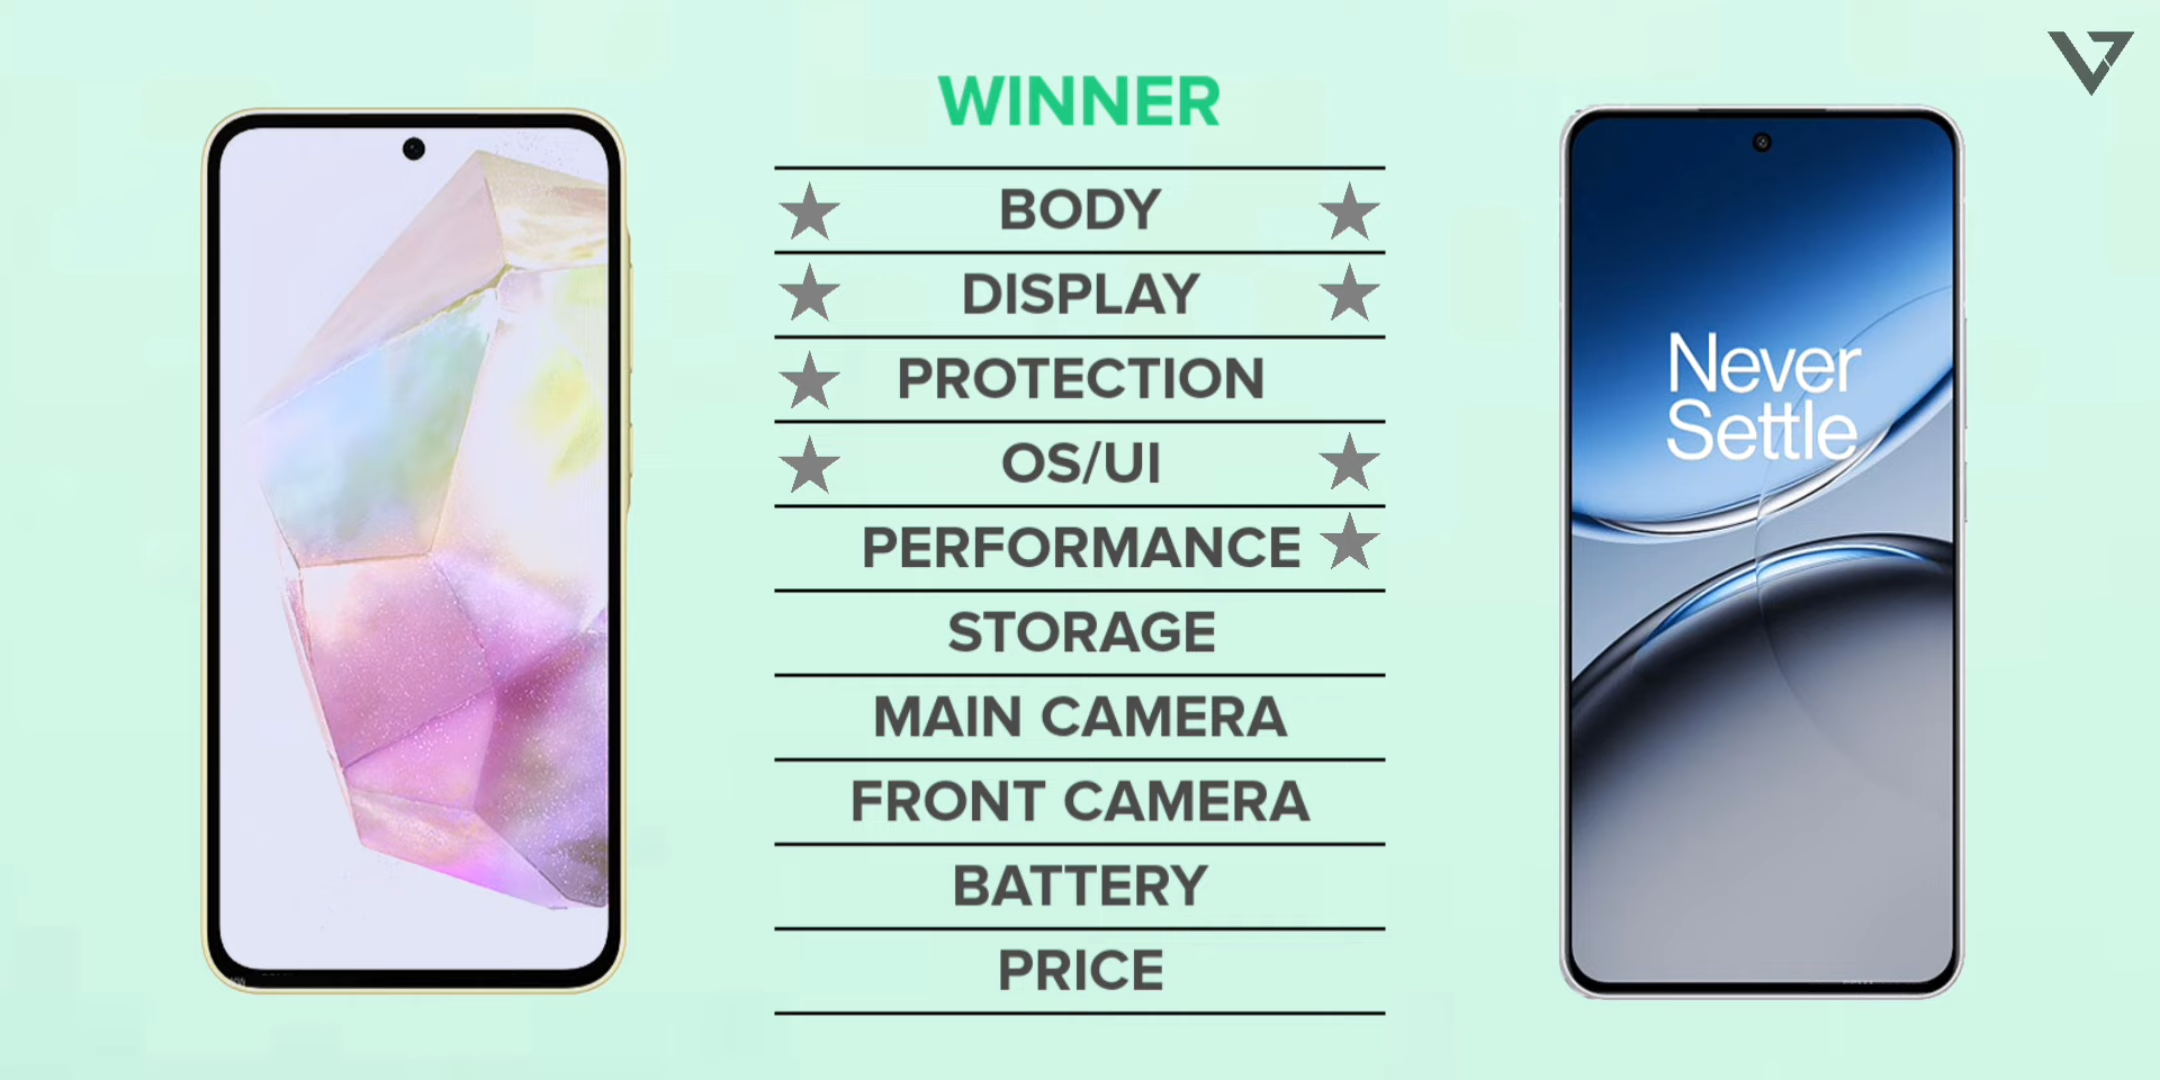 WINNER
BODY
DISPLAY
PROTECTION
OS/UI
PERFORMANCE
STORAGE
MAIN CAMERA
FRONT CAMERA
BATTERY
PRICE
Never
Settle